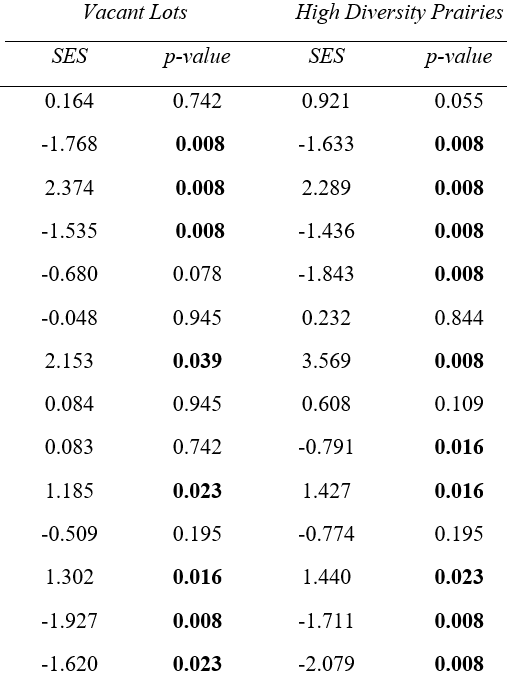 Vacant Lots High Diversity Prairies
SES p-value SES p-value
0.164 0.742 0.921 0.055
-1.768 0.008 -1.633 0.008
2.374 0.008 2.289 0.008
-1.535 0.008 -1.436 0.008
-0.680 0.078 -1.843 0.008
-0.048 0.945 0.232 0.844
2.153 0.039 3.569 0.008
0.084 0.945 0.608 0.109
0.083 0.742 -0.791 0.016
1.185 0.023 1.427 0.016
-0.509 0.195 -0.774 0.195
1.302 0.016 1.440 0.023
-1.927 0.008 -1.711 0.008
-1.620 0.023 -2.079 0.008